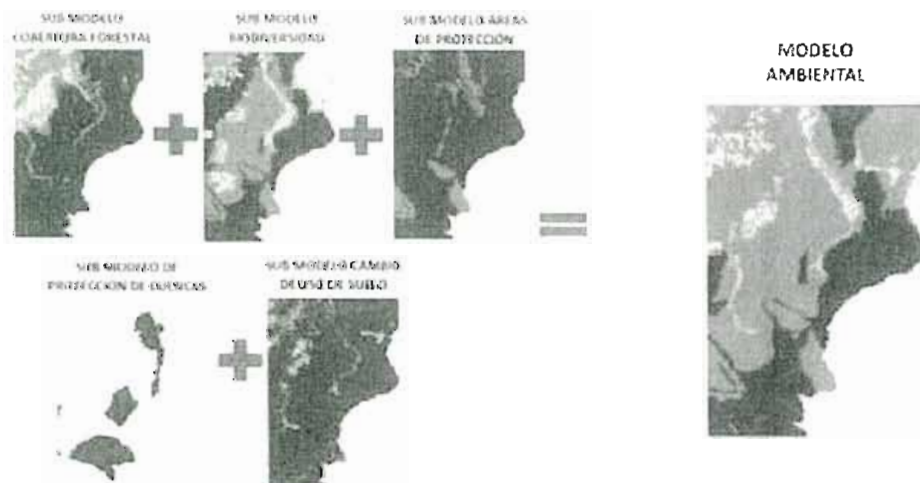 SUB MODELO
COBERTURA FORESTAL
SUB MODELO
BIODIVERSIDAD
SUB MODELO AREAS
DE PROTECCIÓN
MODELO
AMBIENTAL
SUB MODELO DE
PROTECCION DE CUENCAS
SUB MODELO CAMBIO
DE USO DE SUELO